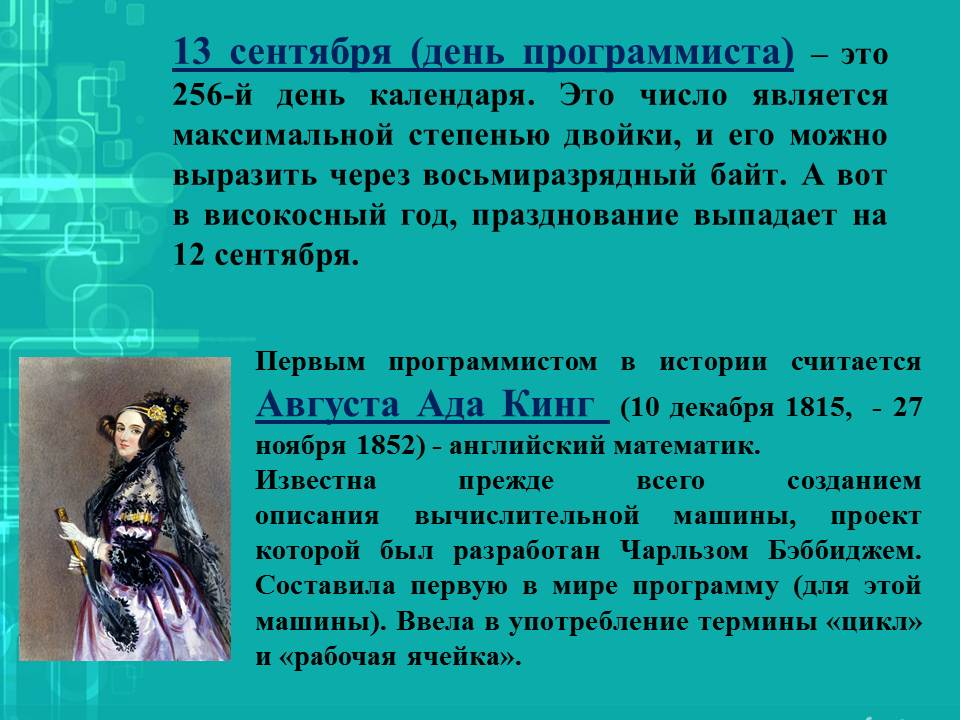 13 сентября (день программиста) – это
256-й день календаря. Это число является
максимальной степенью двойки, и его можно
выразить через восьмиразрядный байт. А вот
в високосный год, празднование выпадает на
12 сентября.
Первым программистом в истории считается
Августа Ада Кинг (10 декабря 1815, - 27
ноября 1852) - английский математик.
Известна прежде всего созданием
описания вычислительной машины, проект
которой был разработан Чарльзом Бэббиджем.
Составила первую в мире программу (для этой
машины). Ввела в употребление термины «цикл»
и «рабочая ячейка».